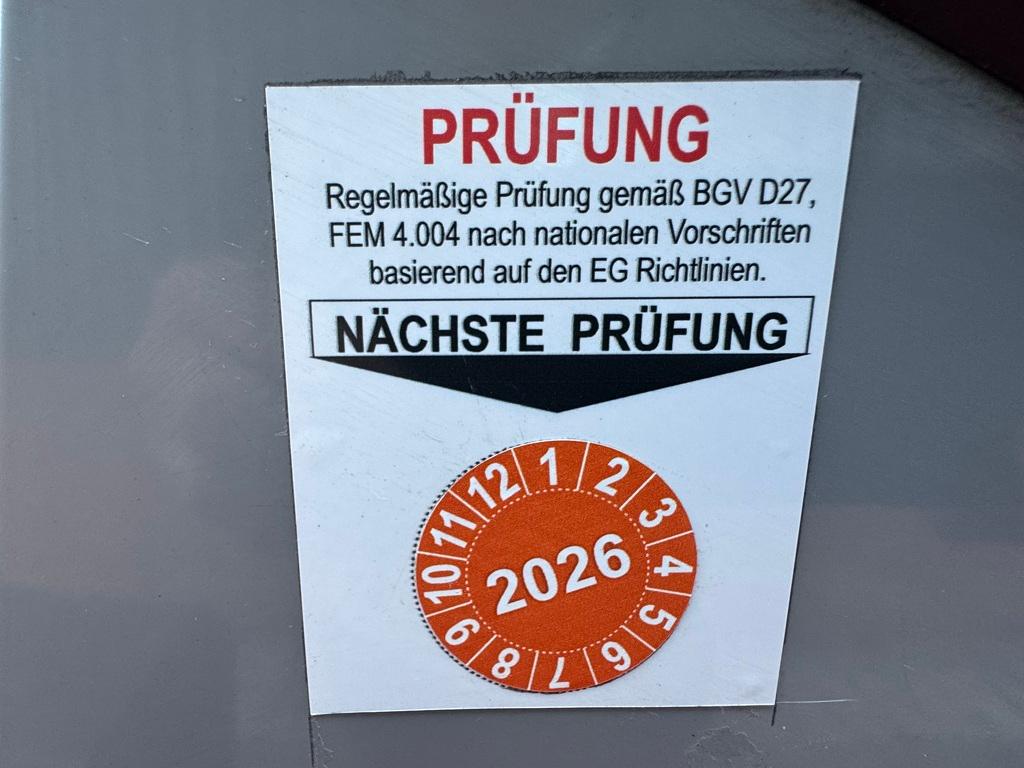 PRÜFUNG
Regelmäßige Prüfung gemäß BGV D27,
FEM 4.004 nach nationalen Vorschriften
basierend auf den EG Richtlinien.
NÄCHSTE PRÜFUNG
1 2 3 4 5 6 7 8 9 10 11 12
2026